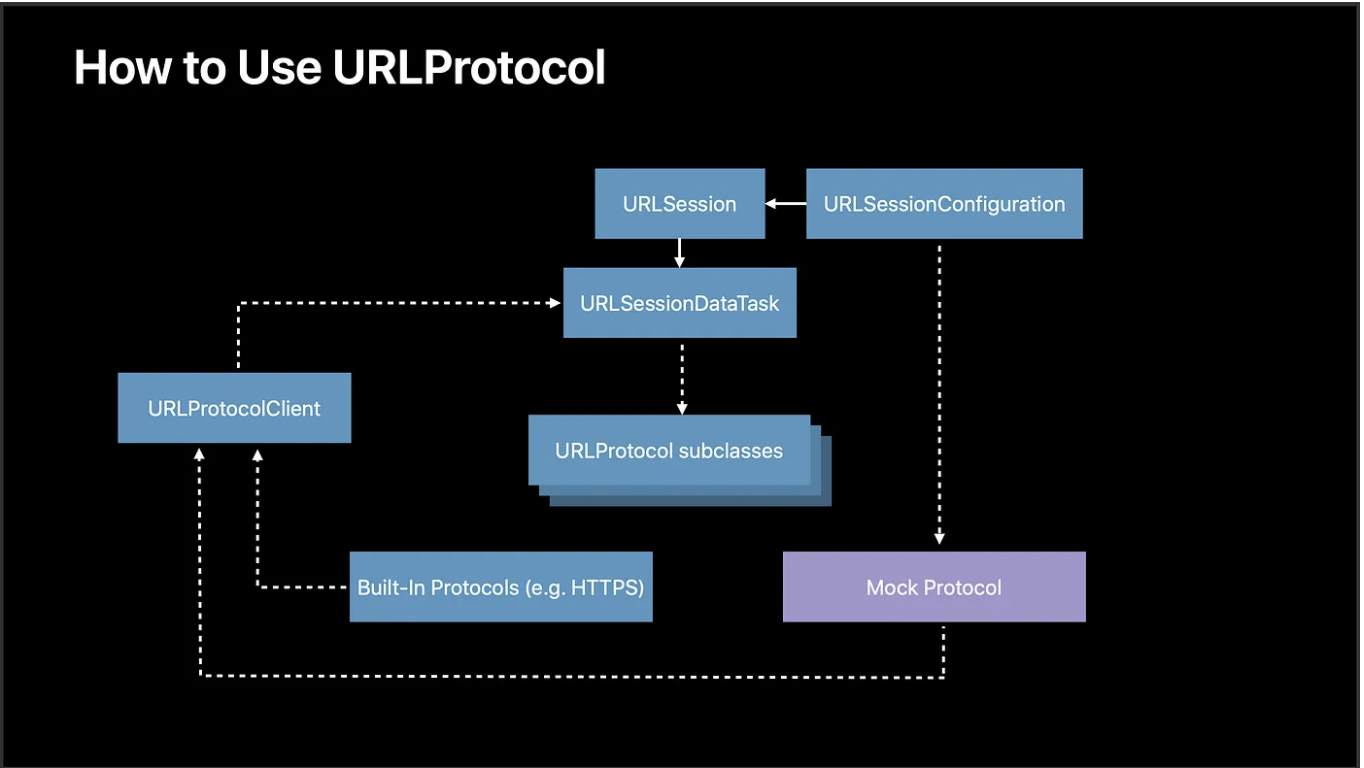 How to Use URLProtocol
URLSession
URLSessionConfiguration
URLSessionDataTask
URLProtocolClient
URLProtocol subclasses
Built-In Protocols (e.g. HTTPS)
Mock Protocol